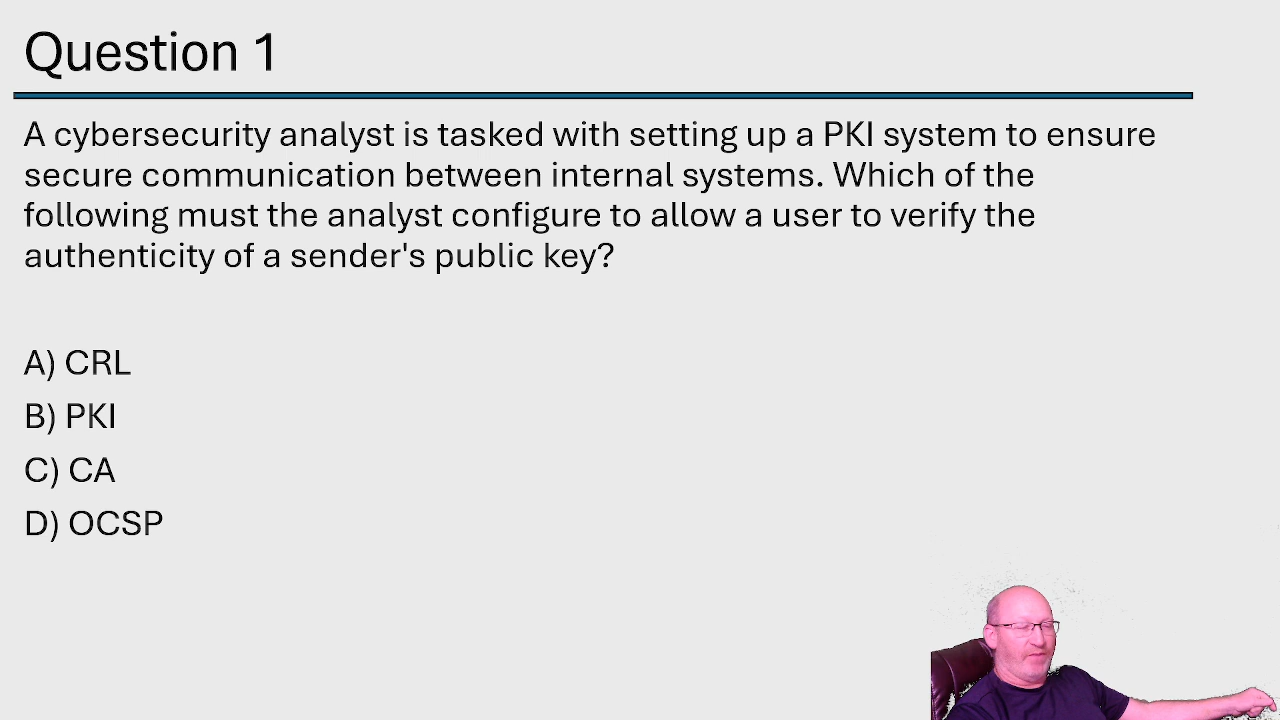 Question 1
A cybersecurity analyst is tasked with setting up a PKI system to ensure
secure communication between internal systems. Which of the
following must the analyst configure to allow a user to verify the
authenticity of a sender's public key?
A) CRL
B) PKI
C) CA
D) OCSP